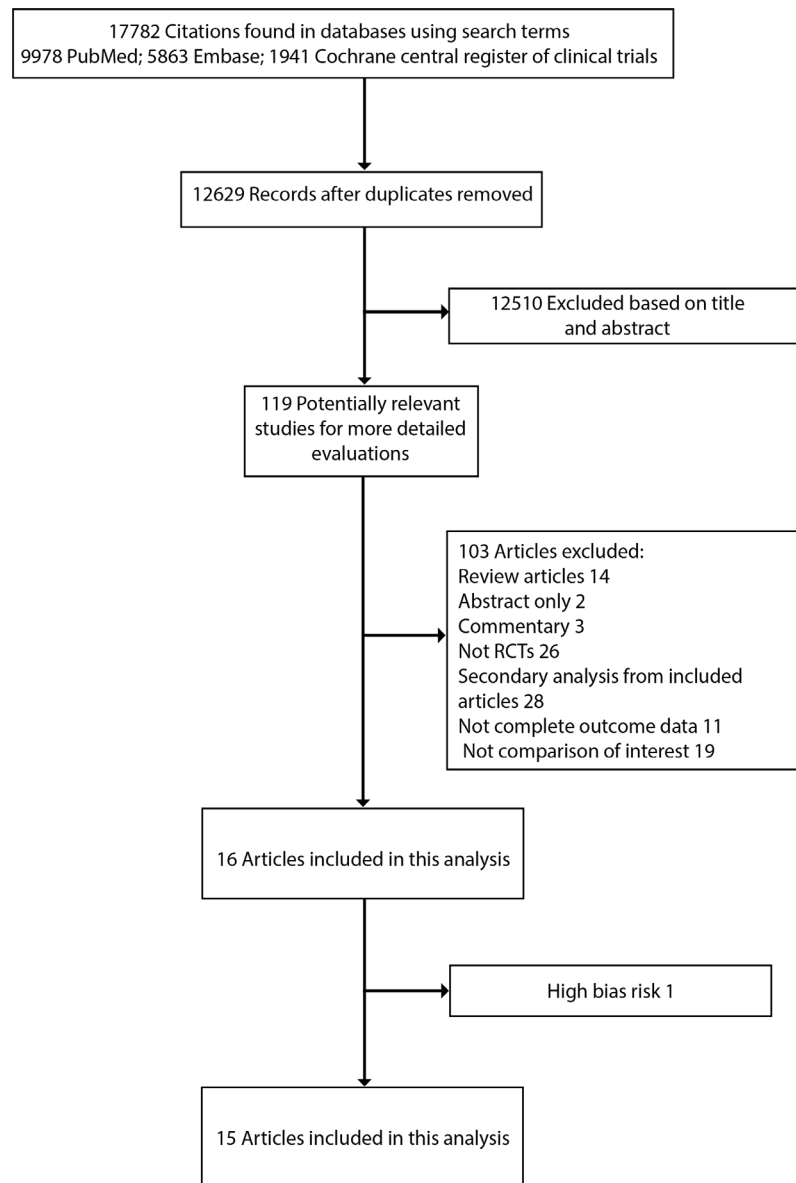 17782 Citations found in databases using search terms
9978 PubMed; 5863 Embase; 1941 Cochrane central register of clinical trials
12629 Records after duplicates removed
12510 Excluded based on title
and abstract
119 Potentially relevant
studies for more detailed
evaluations
103 Articles excluded:
Review articles 14
Abstract only 2
Commentary 3
Not RCTs 26
Secondary analysis from included
articles 28
Not complete outcome data 11
Not comparison of interest 19
16 Articles included in this analysis
High bias risk 1
15 Articles included in this analysis